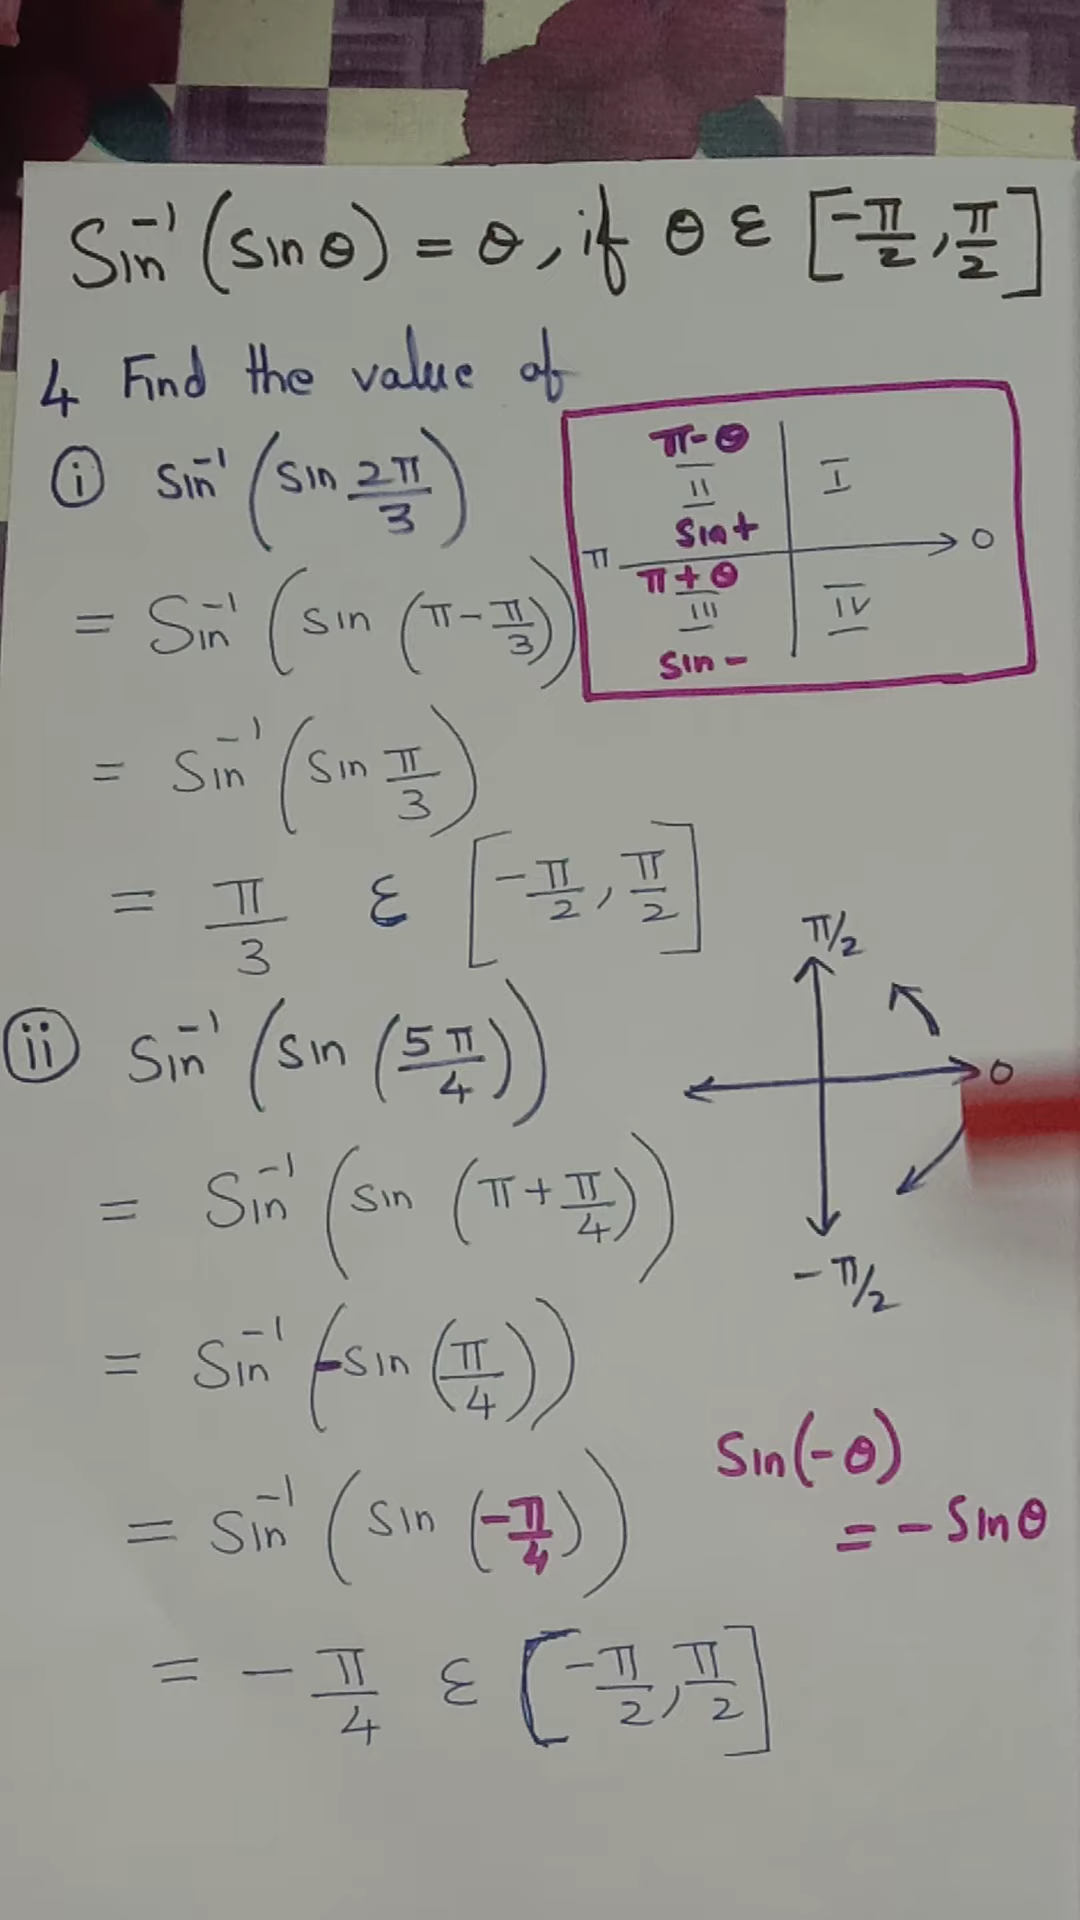 Sin⁻¹(sin θ) = θ, if θ ε [-π/2, π/2]
4 Find the value of
(i) sin⁻¹(sin 2π/3)
= Sin⁻¹(sin (π-π/3))
= Sin⁻¹(sin π/3)
= π/3 ε [-π/2, π/2]
π-θ
II
I
sin+
π
0
π+θ
III
IV
sin-
(ii) Sin⁻¹(sin (5π/4))
= Sin⁻¹(sin (π+π/4))
= Sin⁻¹(-sin (π/4))
= Sin⁻¹(sin (-π/4))
= -π/4 ε [-π/2, π/2]
π/2
0
-π/2
Sin(-θ)
= - Sinθ